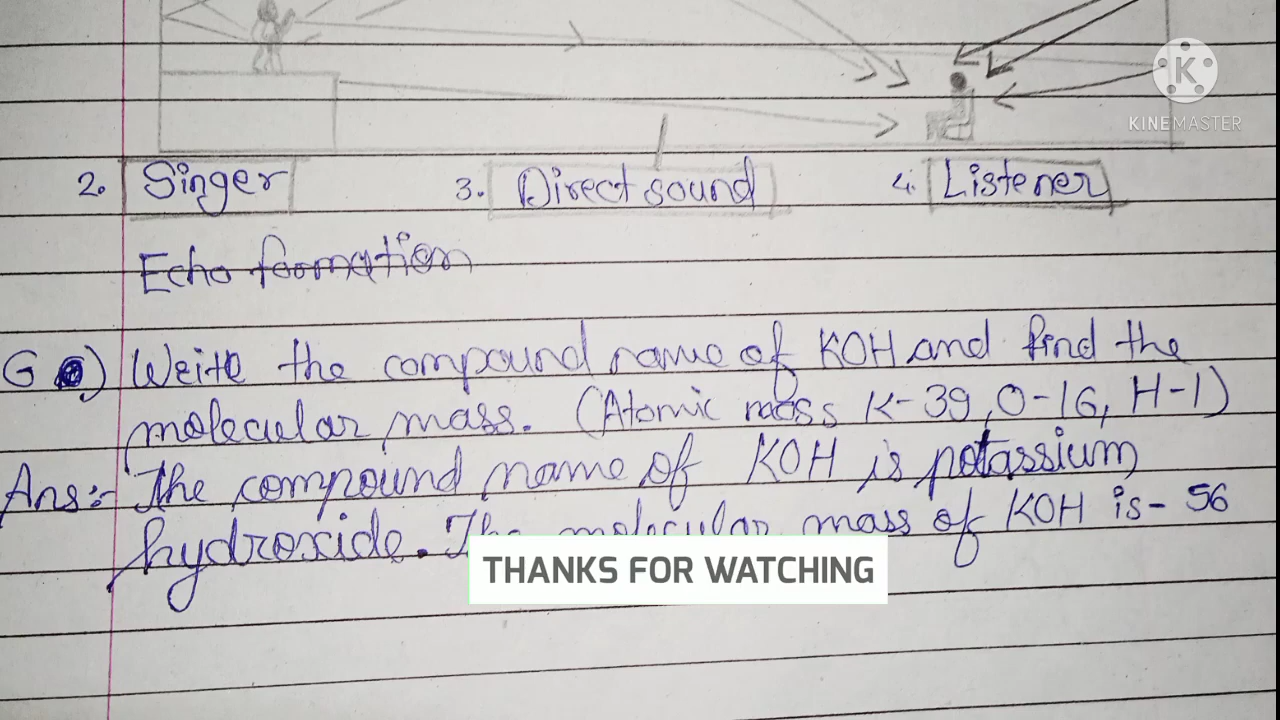 K
KINEMASTER
2. Singer 3. Direct sound 4. Listener
Echo formation
G) Write the compound name of KOH and find the
molecular mass. (Atomic mass K-39, O-16, H-1)
Ans:- The compound name of KOH is potassium
hydroxide. The molecular mass of KOH is - 56
THANKS FOR WATCHING